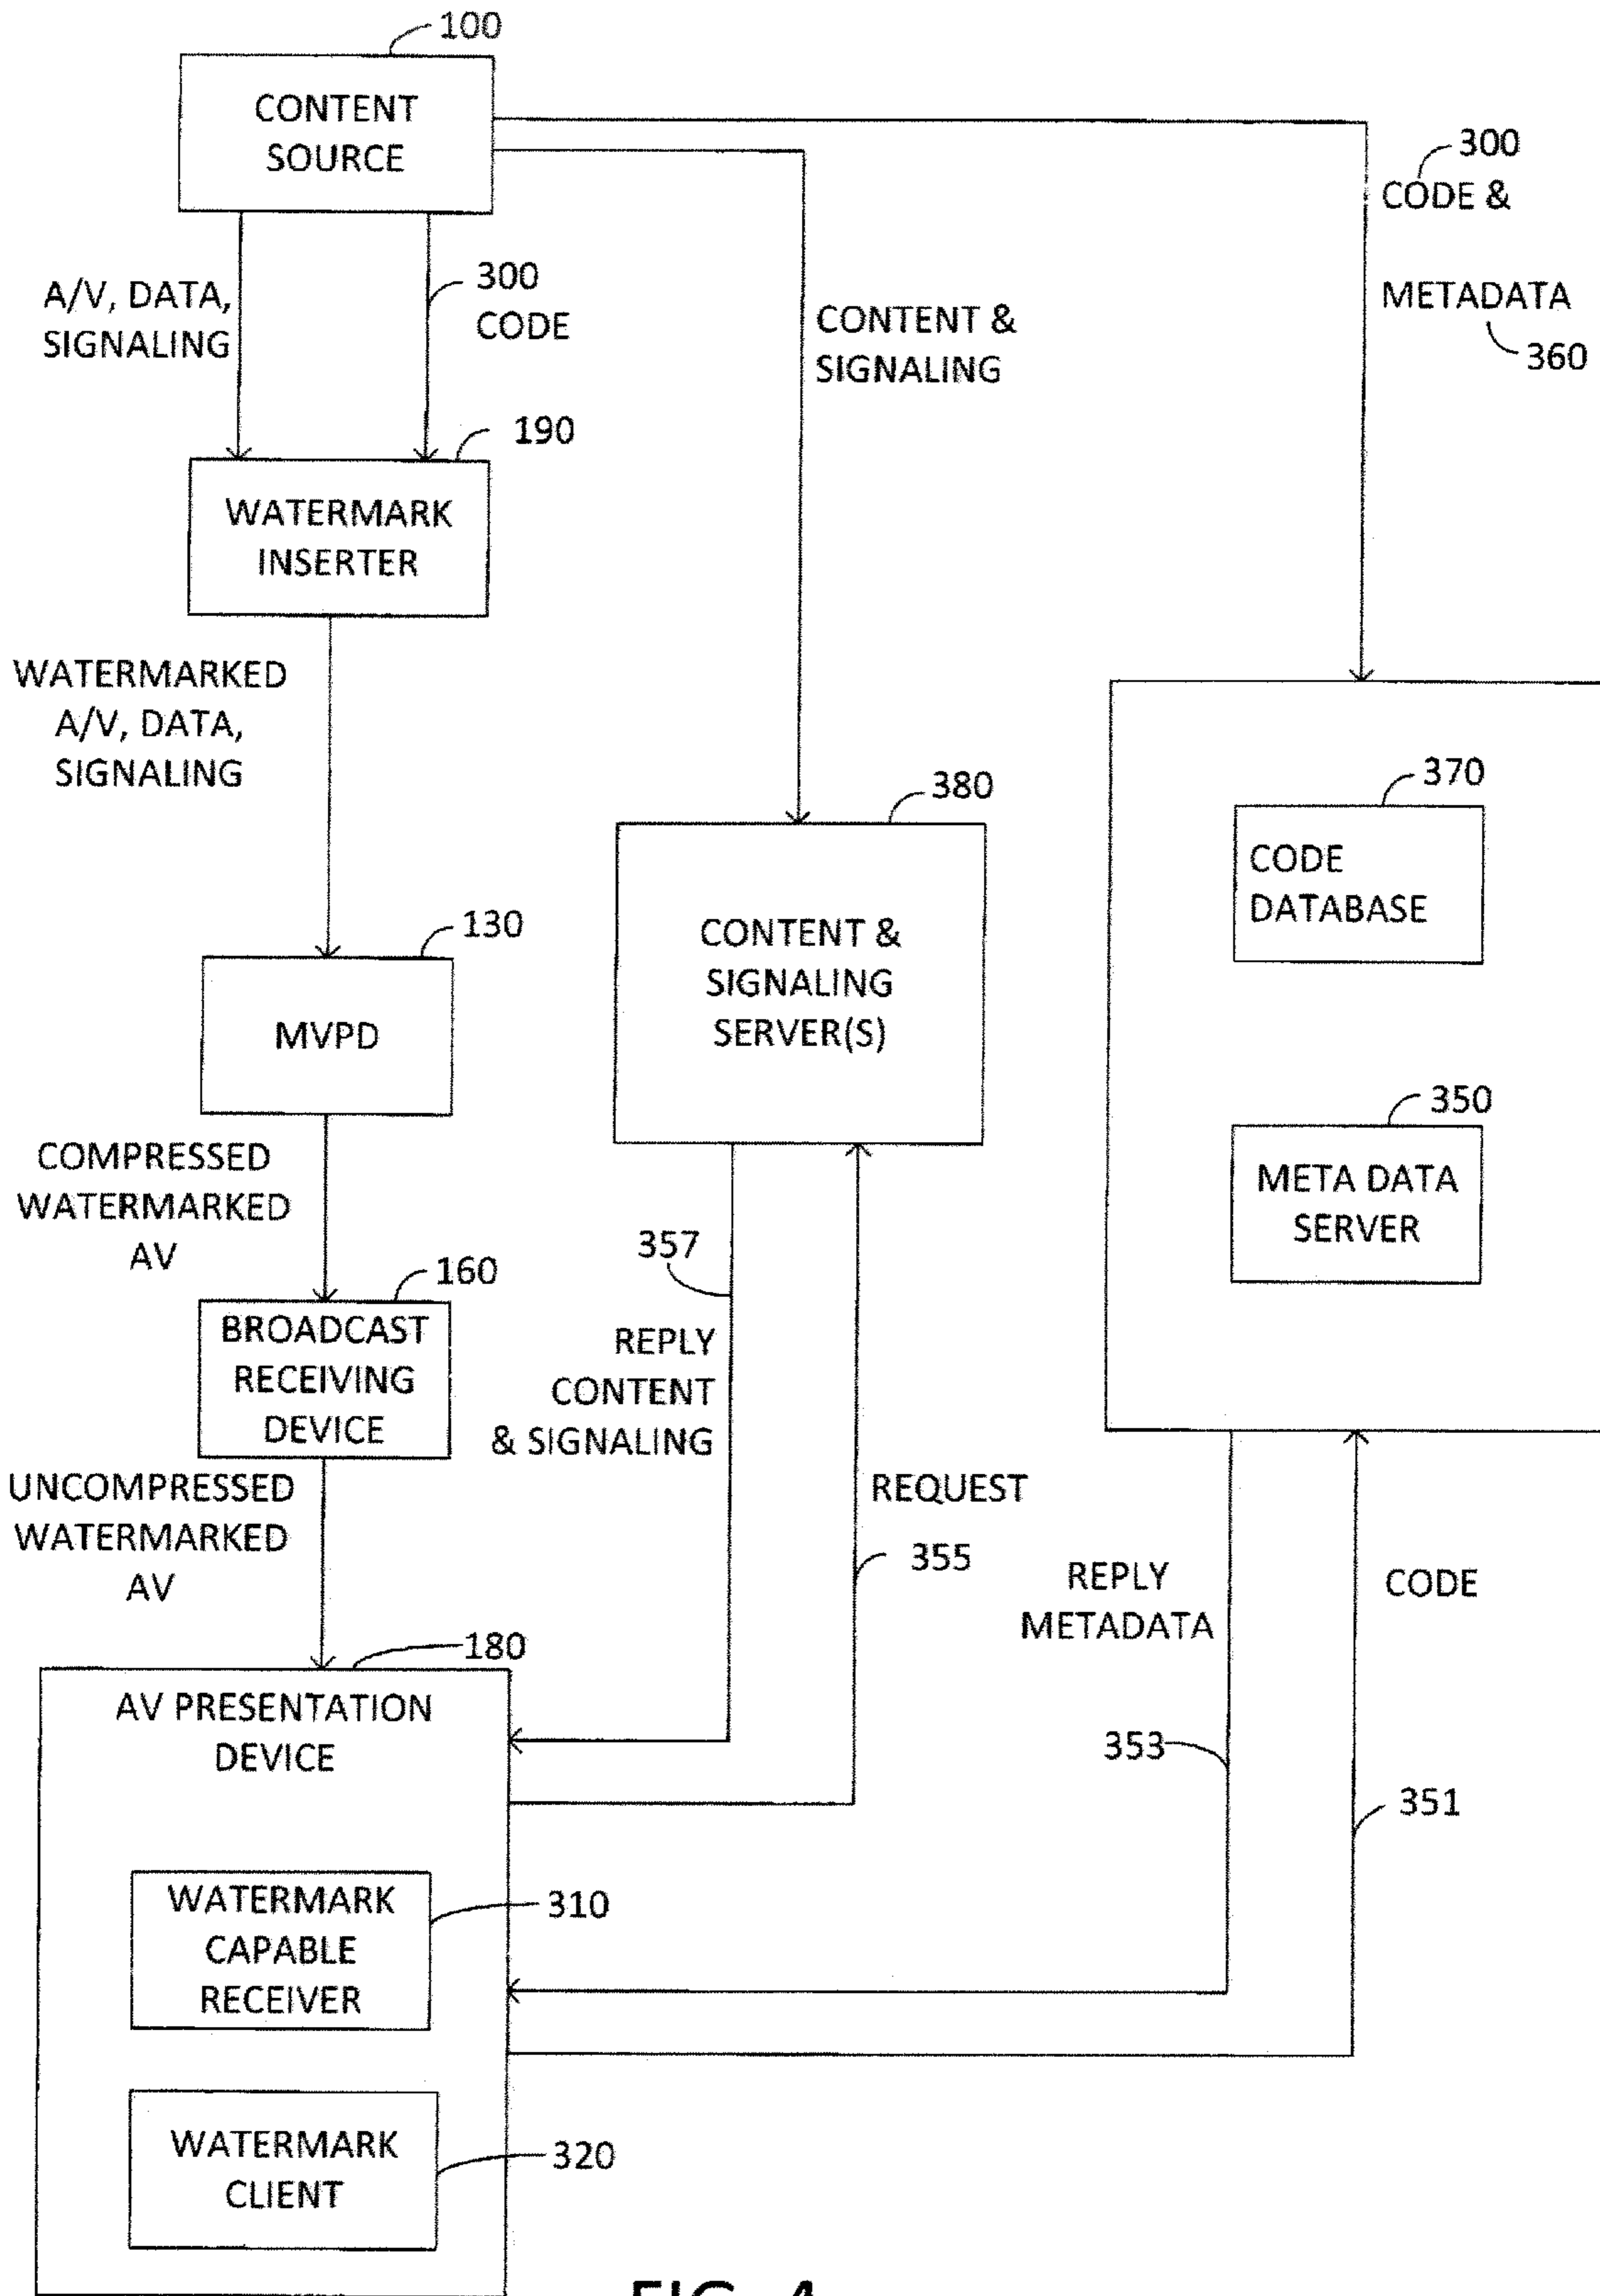 100
CONTENT
SOURCE
300
CODE &
METADATA
360
A/V, DATA,
SIGNALING
300
CODE
CONTENT &
SIGNALING
190
WATERMARK
INSERTER
WATERMARKED
A/V, DATA,
SIGNALING
380
CONTENT &
SIGNALING
SERVER(S)
370
CODE
DATABASE
130
MVPD
350
META DATA
SERVER
COMPRESSED
WATERMARKED
AV
160
BROADCAST
RECEIVING
DEVICE
357
REPLY
CONTENT
& SIGNALING
REQUEST
355
UNCOMPRESSED
WATERMARKED
AV
REPLY
METADATA
CODE
180
AV PRESENTATION
DEVICE
353
351
WATERMARK
CAPABLE
RECEIVER
310
WATERMARK
CLIENT
320
FIG. 4